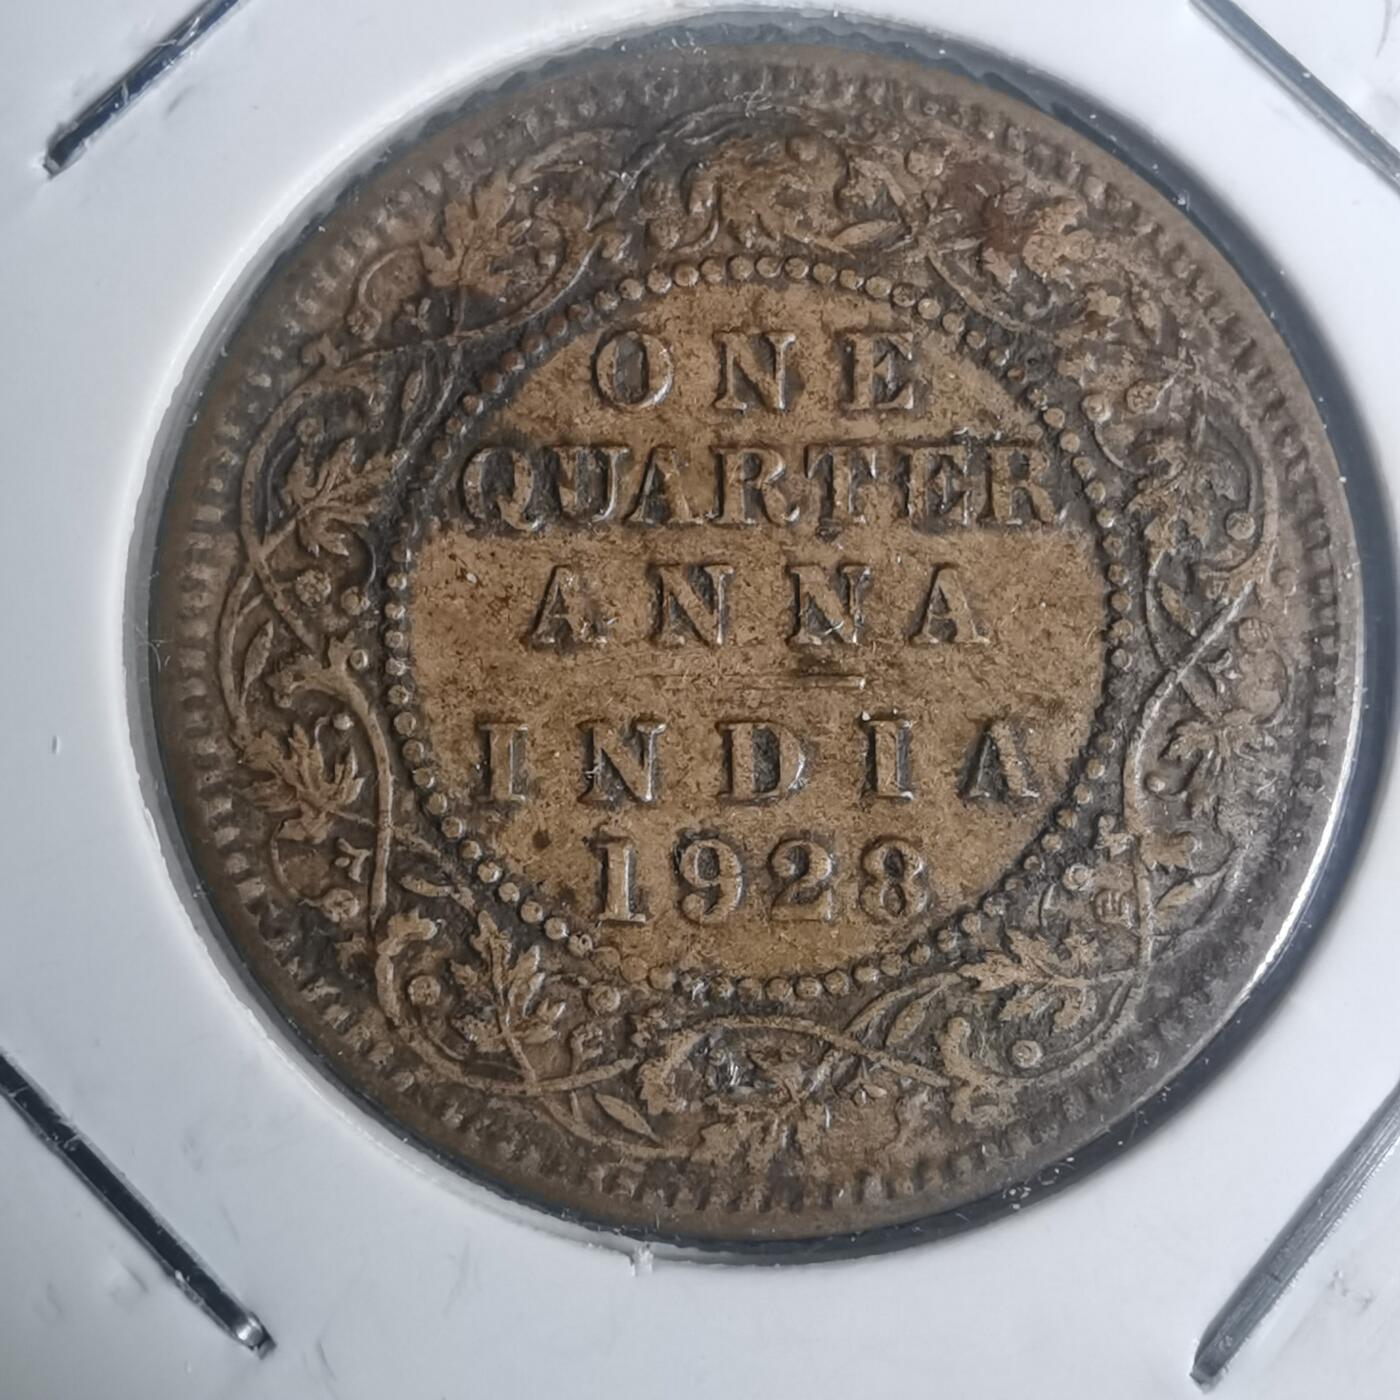 ONE
QUARTER
ANNA
INDIA
1928